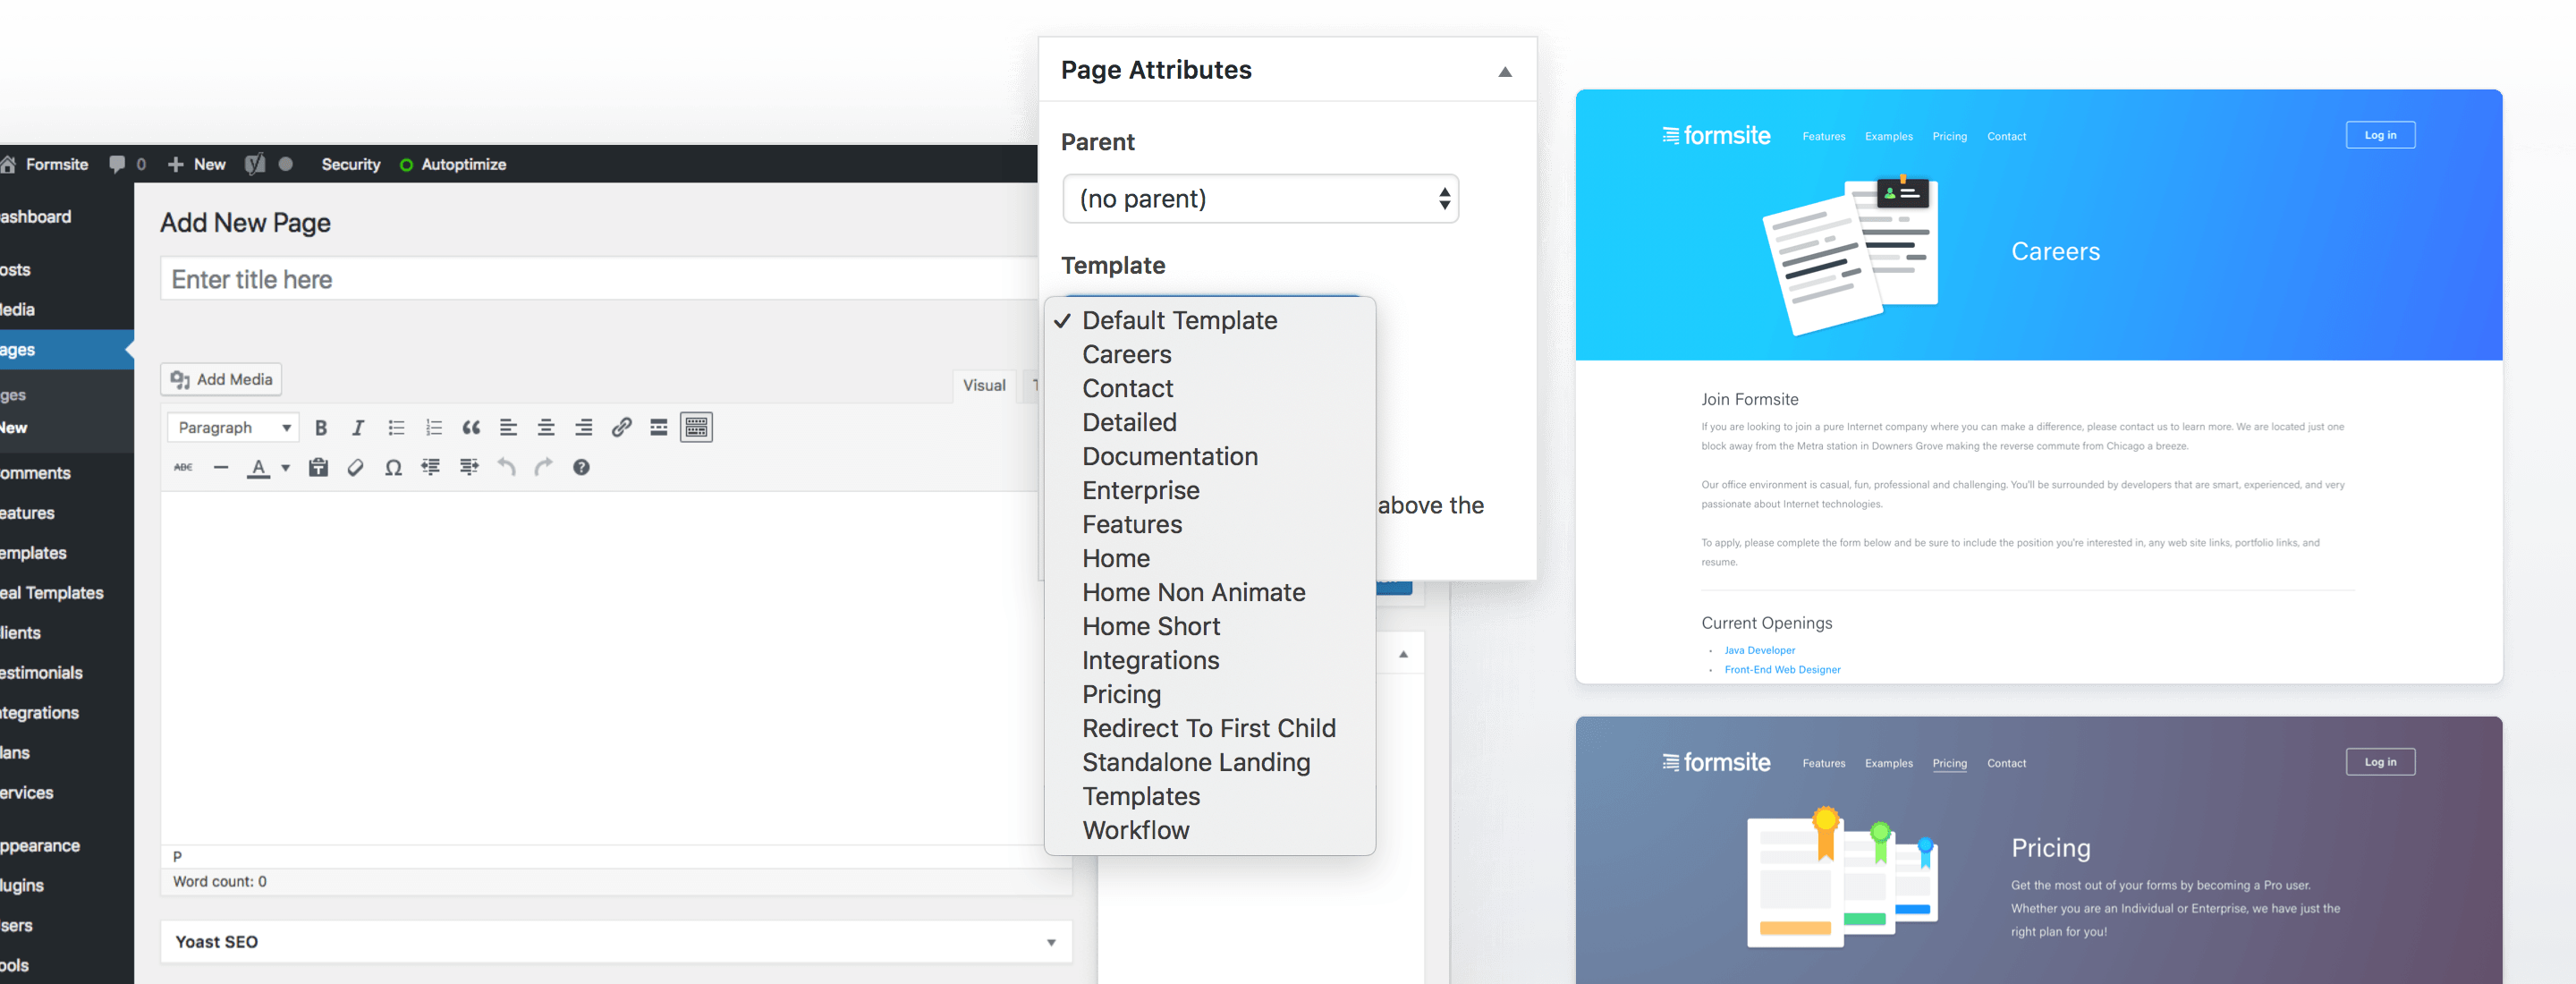 Formsite 0 New Security Autoptimize
ashboard
osts
edia
ages
ges
New
omments
eatures
emplates
eal Templates
lients
estimonials
ntegrations
lans
ervices
ppearance
lugins
sers
ools
Add New Page
Enter title here
Add Media
Visual
Paragraph
B I
ABC
A
Ω
P
Word count: 0
Yoast SEO
Page Attributes
Parent
(no parent)
Template
Default Template
Careers
Contact
Detailed
Documentation
Enterprise
Features
Home
Home Non Animate
Home Short
Integrations
Pricing
Redirect To First Child
Standalone Landing
Templates
Workflow
above the
formsite Features Examples Pricing Contact Log in
Careers
Join Formsite
If you are looking to join a pure Internet company where you can make a difference, please contact us to learn more. We are located just one
block away from the Metra station in Downers Grove making the reverse commute from Chicago a breeze.
Our office environment is casual, fun, professional and challenging. You'll be surrounded by developers that are smart, experienced, and very
passionate about Internet technologies.
To apply, please complete the form below and be sure to include the position you're interested in, any web site links, portfolio links, and
resume.
Current Openings
• Java Developer
• Front-End Web Designer
formsite Features Examples Pricing Contact Log in
Pricing
Get the most out of your forms by becoming a Pro user.
Whether you are an Individual or Enterprise, we have just the
right plan for you!